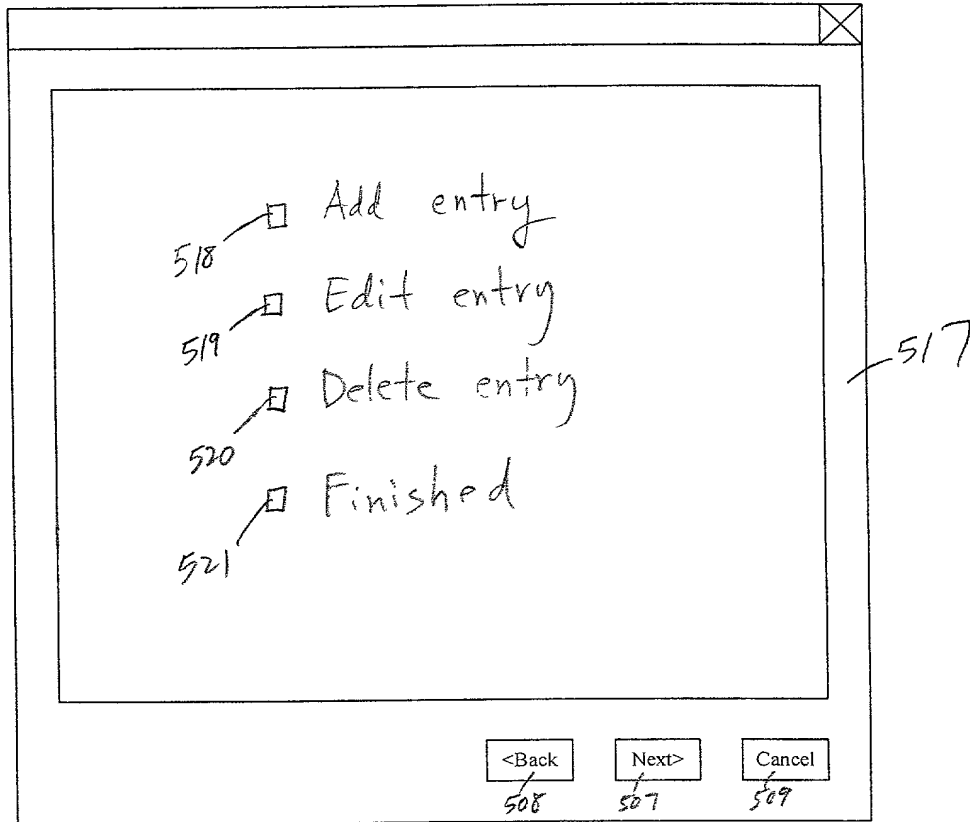 Add entry
518
Edit entry
519
517
Delete entry
520
Finished
521
<Back Next> Cancel
508 507 509